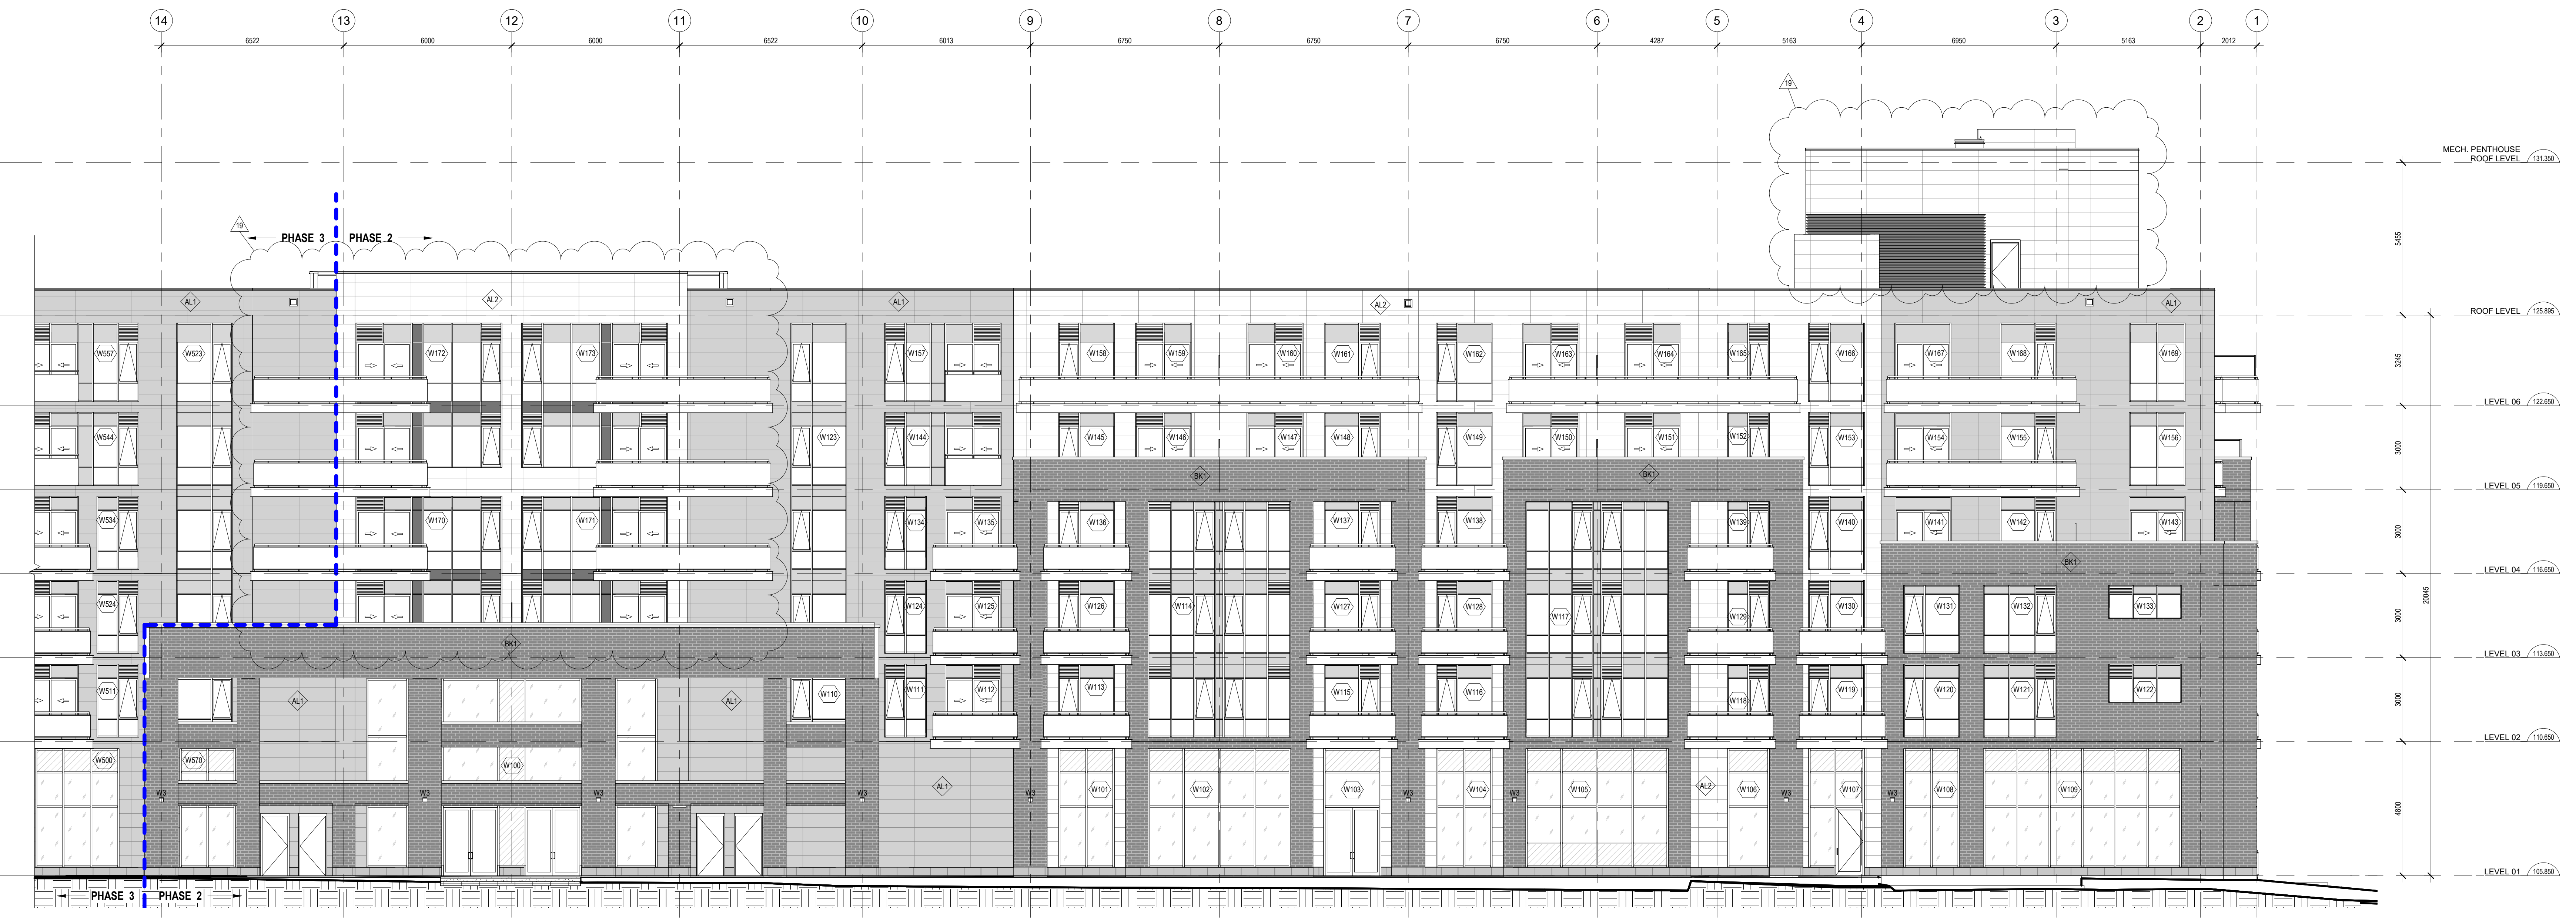 14 13 12 11 10 9 8 7 6 5 4 3 2 1
6522 6000 6000 6522 6013 6750 6750 6750 4287 5163 6950 5163 2012
19
MECH. PENTHOUSE
ROOF LEVEL 131.350
19
PHASE 3 PHASE 2
5455
AL1 AL2 AL1 AL2 AL1
ROOF LEVEL 125.895
W557 W523 W172 W173 W157 W158 W159 W160 W161 W162 W163 W164 W165 W166 W167 W168 W169
3245
LEVEL 06 122.650
W544 W123 W144 W145 W146 W147 W148 W149 W150 W151 W152 W153 W154 W155 W156
3000
BK1 BK1
LEVEL 05 119.650
W534 W170 W171 W134 W135 W136 W137 W138 W139 W140 W141 W142 W143
3000
BK1
LEVEL 04 116.650
W524 W124 W125 W126 W114 W127 W128 W117 W129 W130 W131 W132 W133
3000
20045
BK1
LEVEL 03 113.650
W511 AL1 AL1 W110 W111 W112 W113 W115 W116 W118 W119 W120 W121 W122
3000
LEVEL 02 110.650
W500 W570 W100
AL1 W101 W102 W103 W104 W105 AL2 W106 W107 W108 W109
W3 W3 W3 W3 W3 W3 W3 W3 W3
4800
LEVEL 01 105.850
PHASE 3 PHASE 2